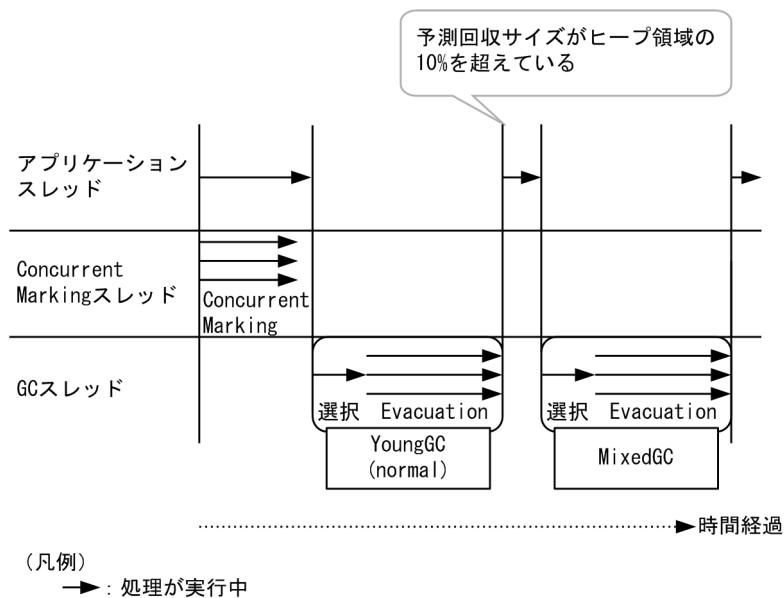 予測回収サイズがヒープ領域の
10%を超えている
アプリケーション
スレッド
Concurrent
Markingスレッド
Concurrent
Marking
GCスレッド
選択 Evacuation
選択 Evacuation
YoungGC
(normal)
MixedGC
時間経過
（凡例）
：処理が実行中